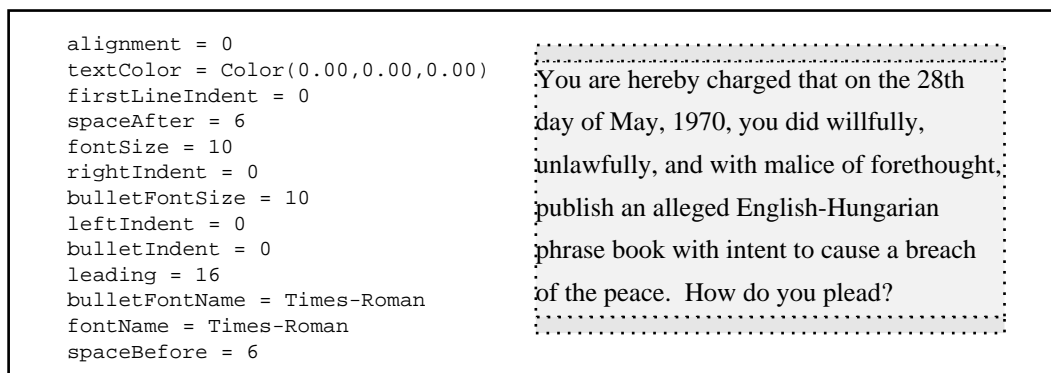 alignment = 0
textColor = Color(0.00,0.00,0.00)
firstLineIndent = 0
spaceAfter = 6
fontSize = 10
rightIndent = 0
bulletFontSize = 10
leftIndent = 0
bulletIndent = 0
leading = 16
bulletFontName = Times-Roman
fontName = Times-Roman
spaceBefore = 6
You are hereby charged that on the 28th
day of May, 1970, you did willfully,
unlawfully, and with malice of forethought,
publish an alleged English-Hungarian
phrase book with intent to cause a breach
of the peace.  How do you plead?